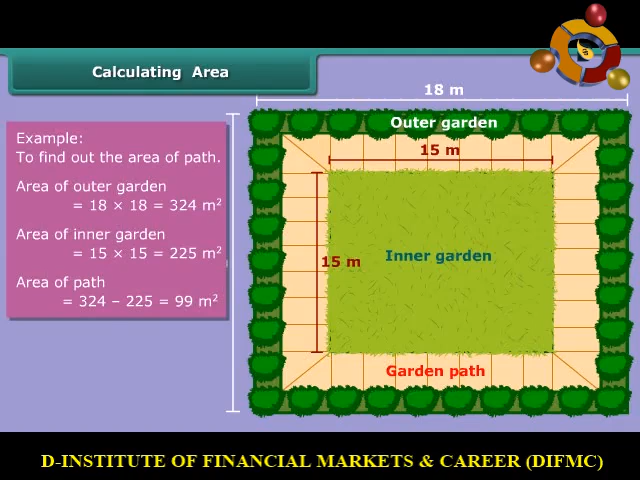 Calculating Area
18 m
Outer garden
15 m
Example:
To find out the area of path.
Area of outer garden
= 18 × 18 = 324 m²
Area of inner garden
= 15 × 15 = 225 m²
Area of path
= 324 – 225 = 99 m²
15 m
Inner garden
Garden path
D-INSTITUTE OF FINANCIAL MARKETS & CAREER (DIFMC)